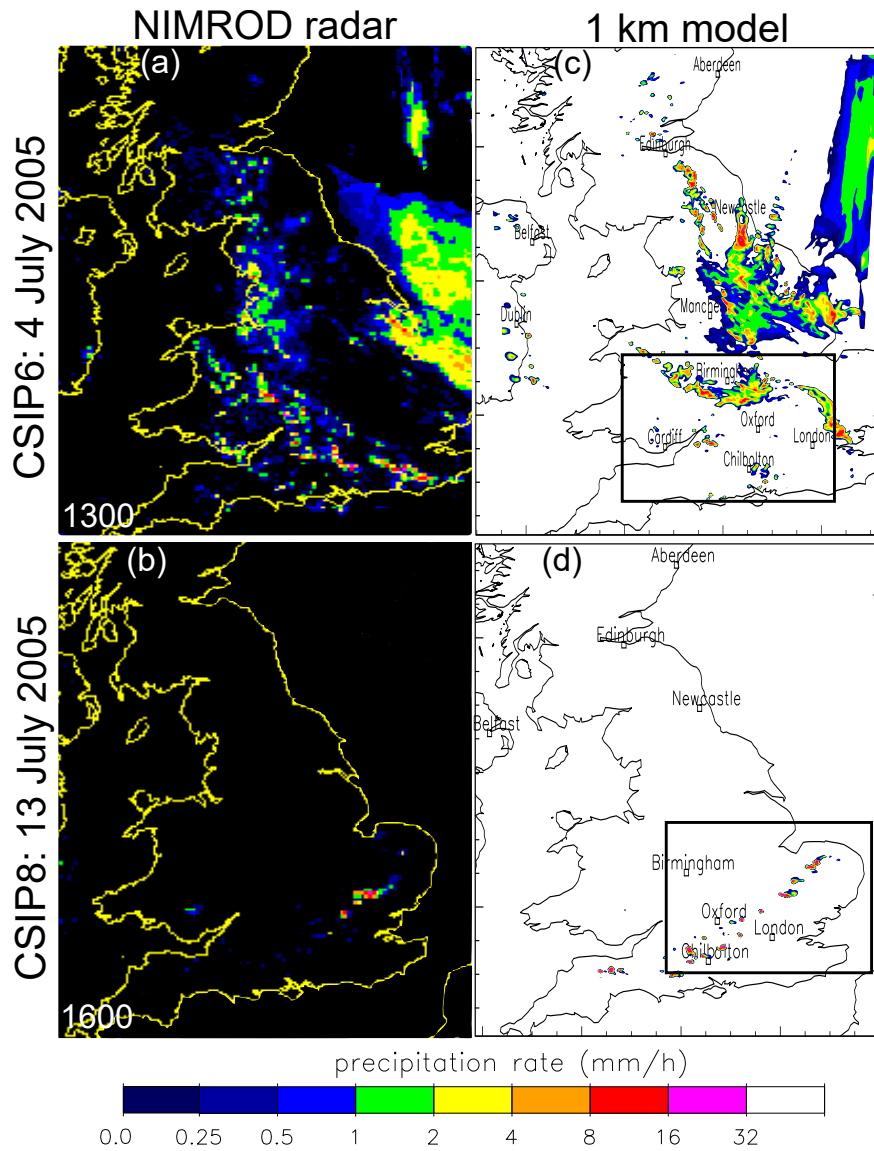 NIMROD radar
1 km model
CSIP6: 4 July 2005
(a)
1300
(c)
Aberdeen
Edinburgh
Newcastle
Belfast
Dublin
Manche
Birmingham
Oxford
Cardiff
London
Chilbolton
CSIP8: 13 July 2005
(b)
1600
(d)
Aberdeen
Edinburgh
Newcastle
Belfast
Birmingham
Oxford
London
Chilbolton
precipitation rate (mm/h)
0.0 0.25 0.5 1 2 4 8 16 32